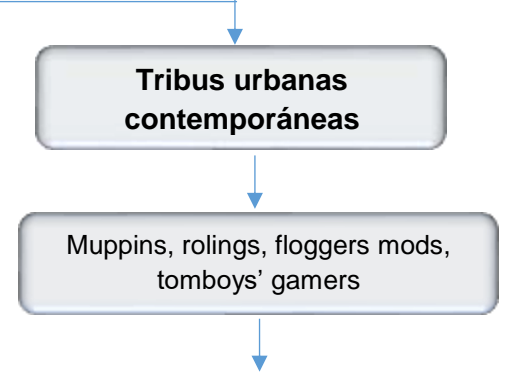 Tribus urbanas
contemporáneas
Muppins, rolings, floggers mods,
tomboys’ gamers